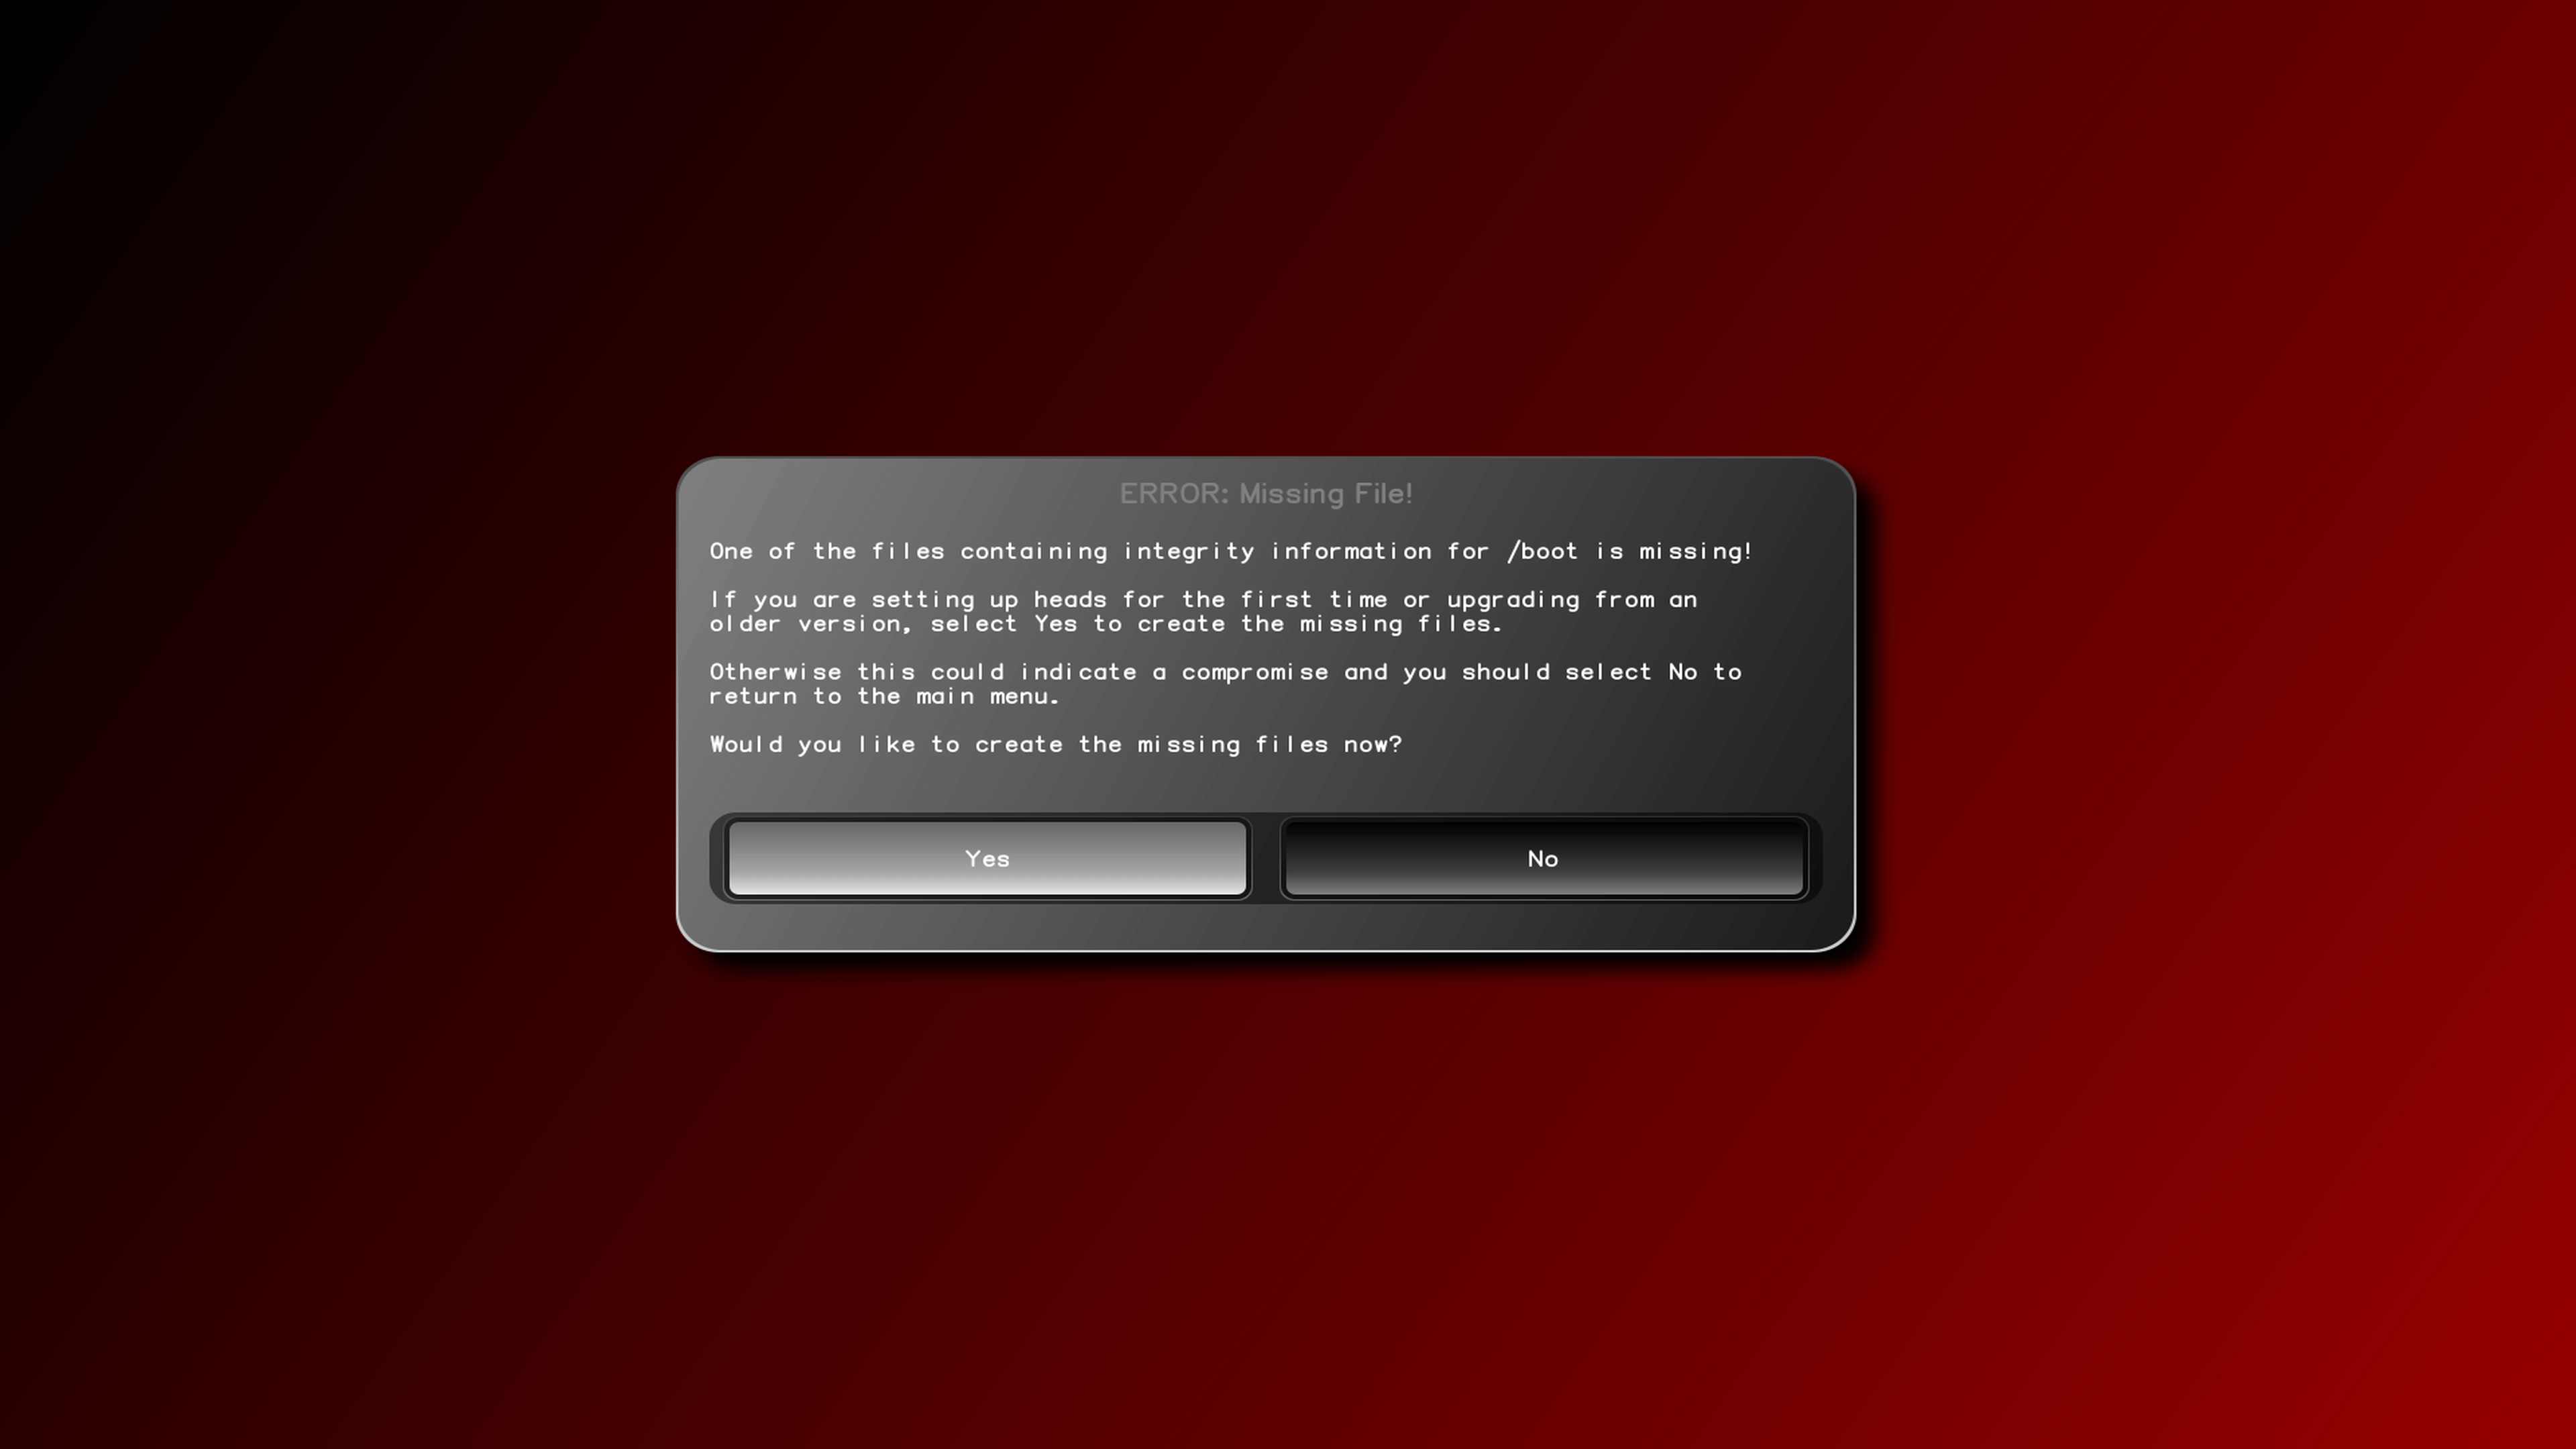 ERROR: Missing File!
One of the files containing integrity information for /boot is missing!
If you are setting up heads for the first time or upgrading from an
older version, select Yes to create the missing files.
Otherwise this could indicate a compromise and you should select No to
return to the main menu.
Would you like to create the missing files now?
Yes
No